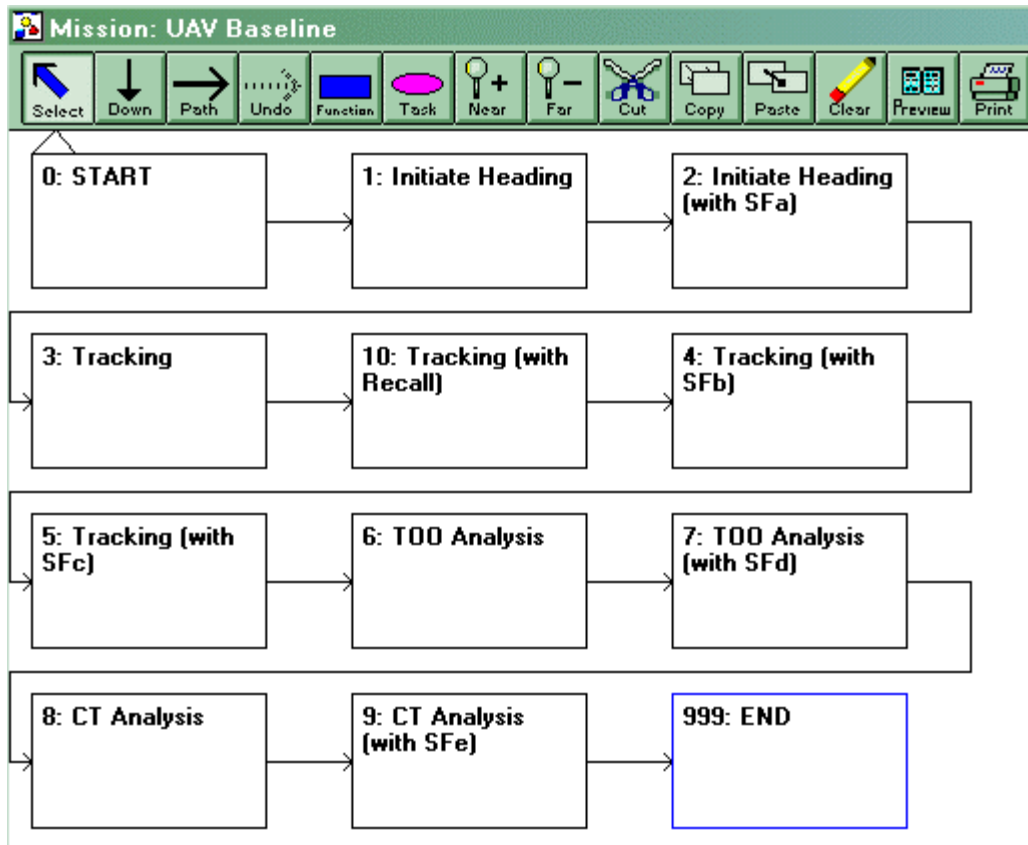 Mission: UAV Baseline
Select Down Path Undo Function Task Near Far Cut Copy Paste Clear Preview Print
0: START
1: Initiate Heading
2: Initiate Heading
(with SFa)
3: Tracking
10: Tracking (with
Recall)
4: Tracking (with
SFb)
5: Tracking (with
SFc)
6: TOO Analysis
7: TOO Analysis
(with SFd)
8: CT Analysis
9: CT Analysis
(with SFe)
999: END